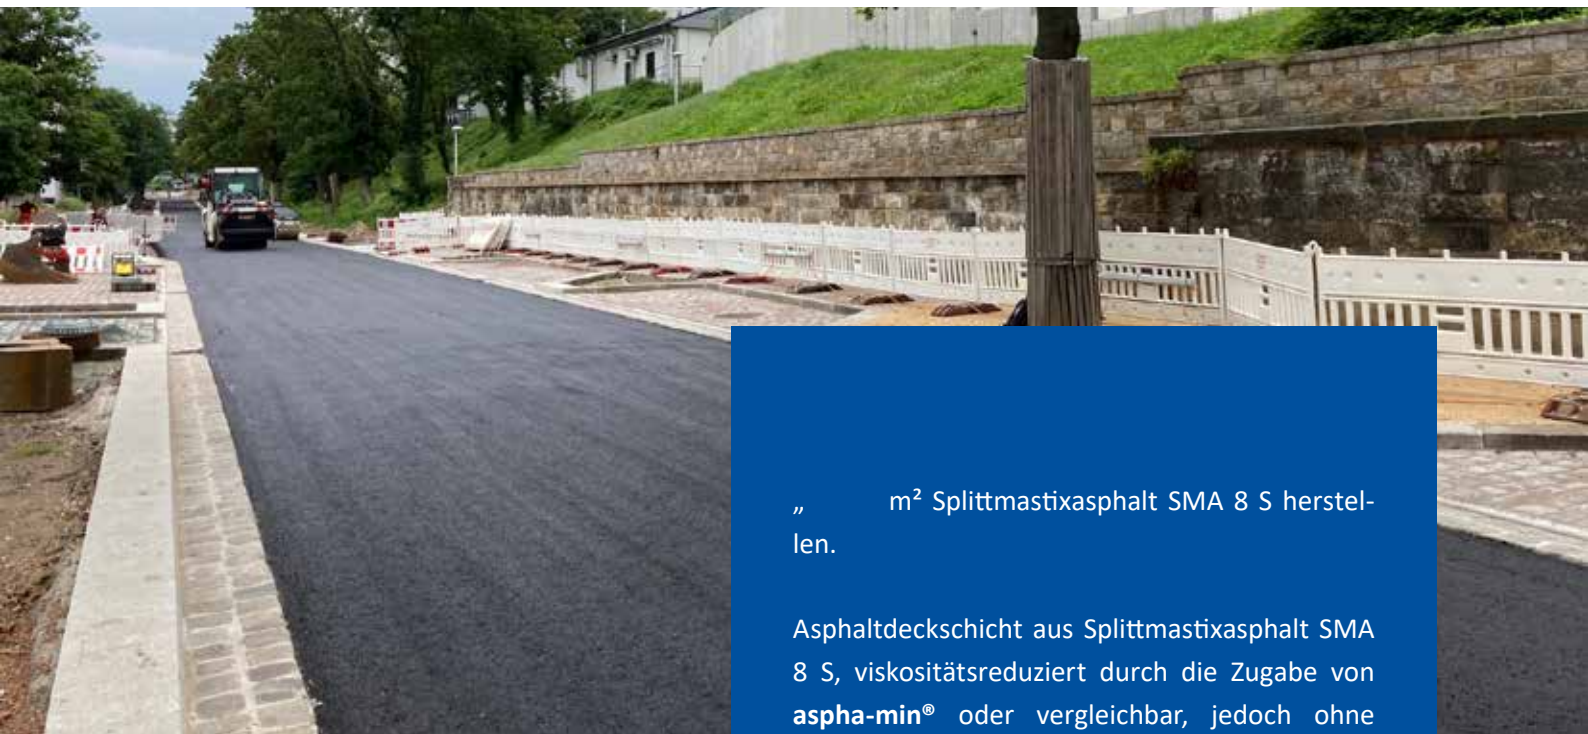 „ m² Splittmastixasphalt SMA 8 S herstel-
len.
Asphaltdeckschicht aus Splittmastixasphalt SMA
8 S, viskositätsreduziert durch die Zugabe von
aspha-min® oder vergleichbar, jedoch ohne